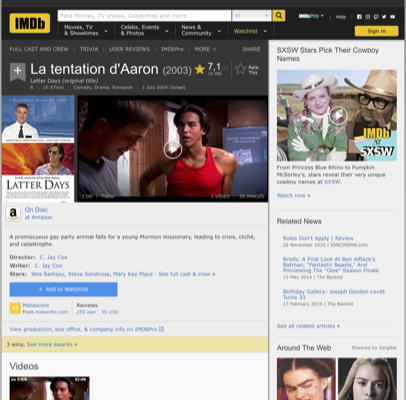 IMDb
Find Movies, TV shows, Celebrities and more...
All
IMDbPro
Help
Movies, TV
& Showtimes
Celebs, Events
& Photos
News &
Community
Watchlist
Sign in
FULL CAST AND CREW | TRIVIA | USER REVIEWS | IMDbPro | MORE
SHARE
La tentation d'Aaron (2003)
7,1
Rate
This
Latter Days (original title)
R | 1h 47min | Comedy, Drama, Romance | 1 July 2004 (Israel)
LATTER DAYS
Trailer
1 VIDEO
On Disc
at Amazon
A promiscuous gay party animal falls for a young Mormon missionary, leading to crisis, cliché,
and catastrophe.
Director: C. Jay Cox
Writer: C. Jay Cox
Stars: Wes Ramsey, Steve Sandvoss, Mary Kay Place | See full cast & crew »
+ Add to Watchlist
Metascore
From metacritic.com
Reviews
255 user | 35 critic
View production, box office, & company info on IMDbPro
3 wins. See more awards »
Videos
SXSW Stars Pick Their Cowboy
Names
IMDb
at
SXSW
From Princess Blue Rhino to Pumpkin
McSorley's, stars reveal their very unique
cowboy names at SXSW.
Watch now »
Related News
Rules Don't Apply | Review
26 November 2016 | IONCINEMA.com
Briefs: A First Look At Ben Affleck's
Batman, "Fantastic Beasts," And
Previewing The "Glee" Season Finale
13 May 2014 | The Backlot
Birthday Gallery: Joseph Gordon-Levitt
Turns 33
17 February 2014 | The Backlot
See all related articles »
Around The Web
Powered by ZergNet